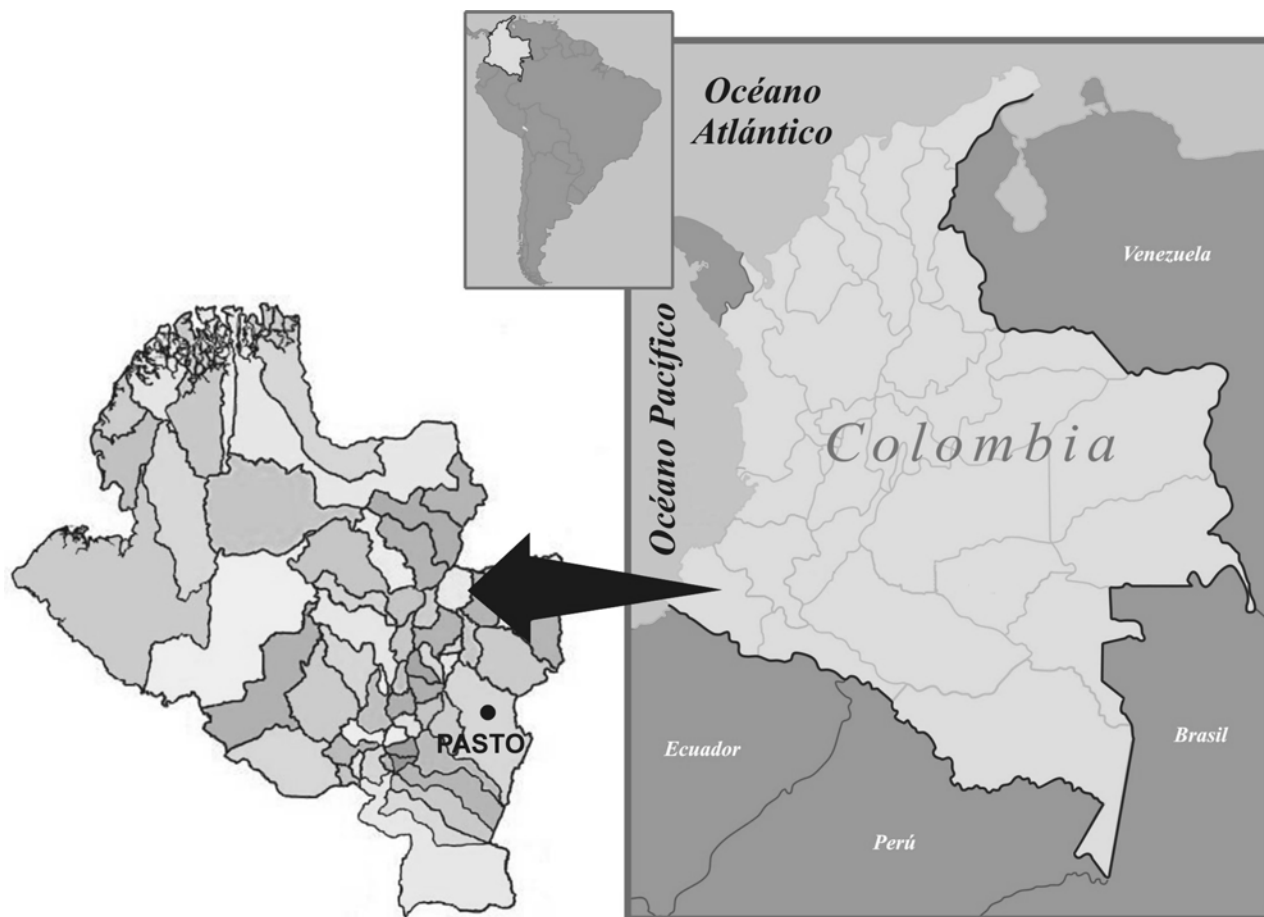 Océano
Atlántico
Venezuela
Océano Pacífico
Colombia
PASTO
Ecuador
Brasil
Perú